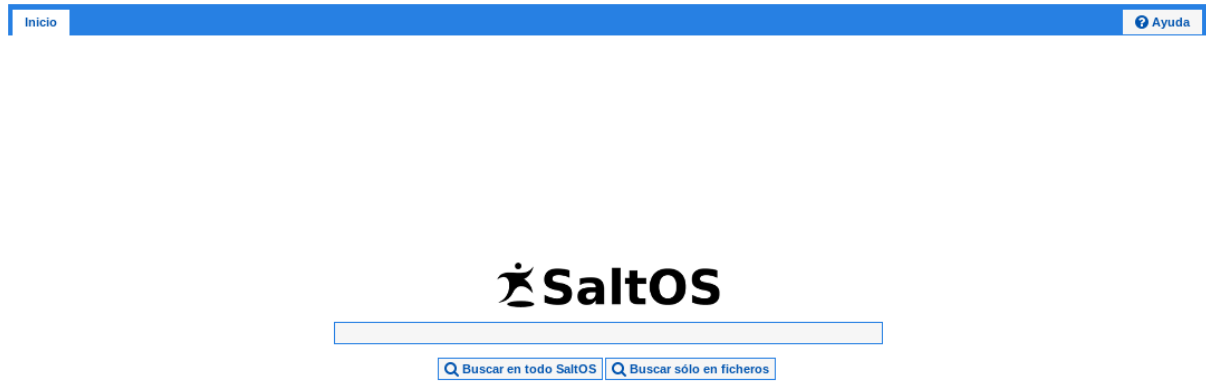 Inicio
Ayuda
SaltOS
Buscar en todo SaltOS
Buscar sólo en ficheros